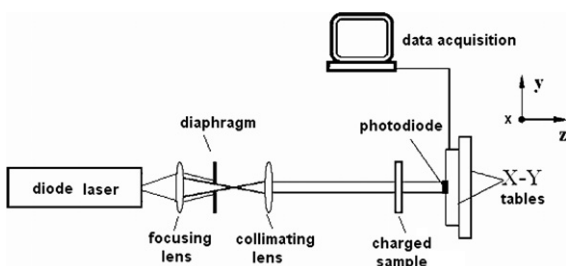 data acquisition
y
x
z
diaphragm
photodiode
diode laser
X-Y
tables
focusing
lens
collimating
lens
charged
sample